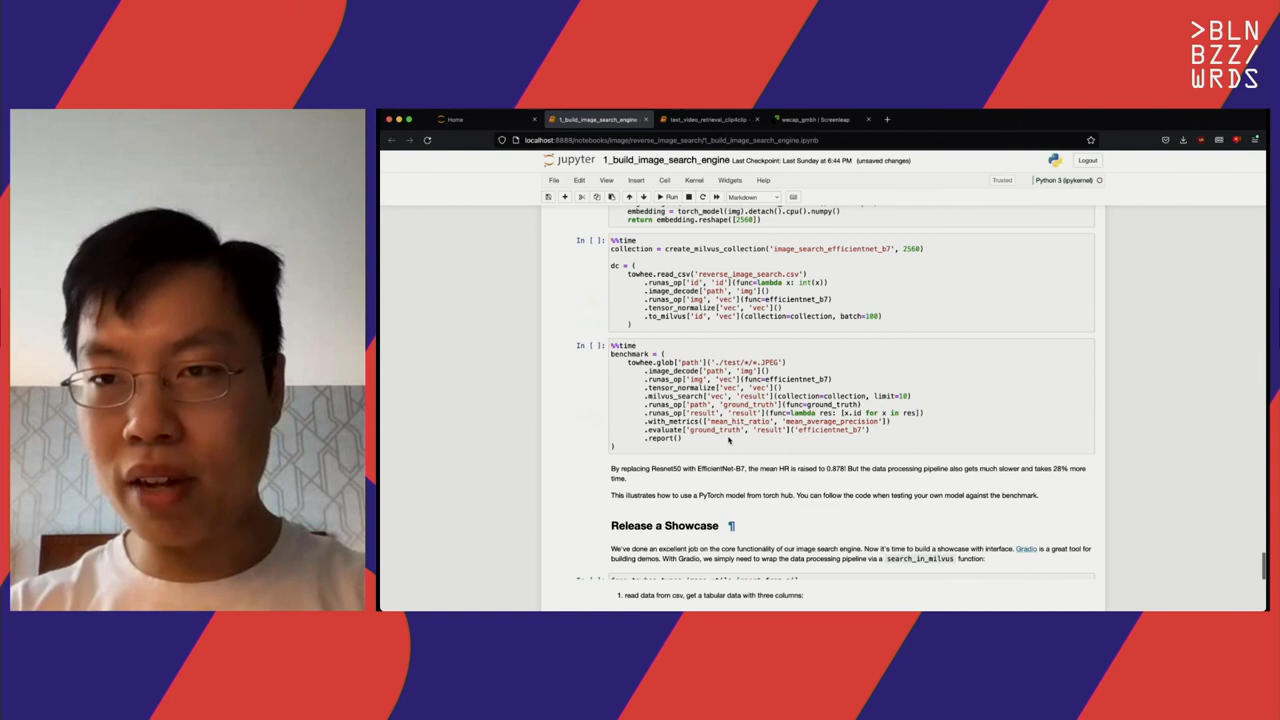 >BLN
BZZ/
WRDS
Home
1_build_image_search_engine
text_video_retrieval_clip4clip
wecap_gmbh | Screenleap
localhost:8888/notebooks/image/reverse_image_search/1_build_image_search_engine.ipynb
jupyter 1_build_image_search_engine Last Checkpoint: Last Sunday at 6:44 PM (unsaved changes)
Logout
File Edit View Insert Cell Kernel Widgets Help
Trusted
Python 3 (ipykernel)
Run
Markdown
embedding = torch_model(img).detach().cpu().numpy()
return embedding.reshape([2560])
In [ ]: %%time
collection = create_milvus_collection('image_search_efficientnet_b7', 2560)
dc = (
towhee.read_csv('reverse_image_search.csv')
.runas_op['id', 'id'](func=lambda x: int(x))
.image_decode['path', 'img']()
.runas_op['img', 'vec'](func=efficientnet_b7)
.tensor_normalize['vec', 'vec']()
.to_milvus['id', 'vec'](collection=collection, batch=100)
)
In [ ]: %%time
benchmark = (
towhee.glob['path']('./test/*/*.JPEG')
.image_decode['path', 'img']()
.runas_op['img', 'vec'](func=efficientnet_b7)
.tensor_normalize['vec', 'vec']()
.milvus_search['vec', 'result'](collection=collection, limit=10)
.runas_op['path', 'ground_truth'](func=ground_truth)
.runas_op['result', 'result'](func=lambda res: [x.id for x in res])
.with_metrics(['mean_hit_ratio', 'mean_average_precision'])
.evaluate['ground_truth', 'result']('efficientnet_b7')
.report()
)
By replacing Resnet50 with EfficientNet-B7, the mean HR is raised to 0.878! But the data processing pipeline also gets much slower and takes 28% more
time.
This illustrates how to use a PyTorch model from torch hub. You can follow the code when testing your own model against the benchmark.
Release a Showcase ¶
We've done an excellent job on the core functionality of our image search engine. Now it's time to build a showcase with interface. Gradio is a great tool for
building demos. With Gradio, we simply need to wrap the data processing pipeline via a search_in_milvus function:
1. read data from csv, get a tabular data with three columns: